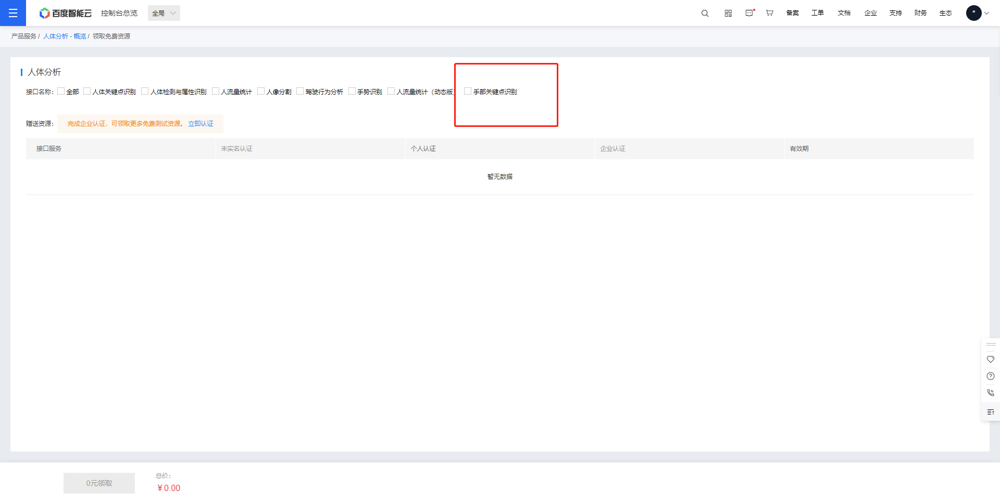 百度智能云 控制台总览 全局 备案 工单 文档 企业 支持 财务 生态 *
产品服务 / 人体分析 - 概览 / 领取免费资源
人体分析
接口名称： 全部 人体关键点识别 人体检测与属性识别 人流量统计 人像分割 驾驶行为分析 手势识别 人流量统计（动态版） 手部关键点识别
赠送资源： 完成企业认证，可领取更多免费测试资源。 立即认证
接口服务 未实名认证 个人认证 企业认证 有效期
暂无数据
0元领取
总价：
￥0.00